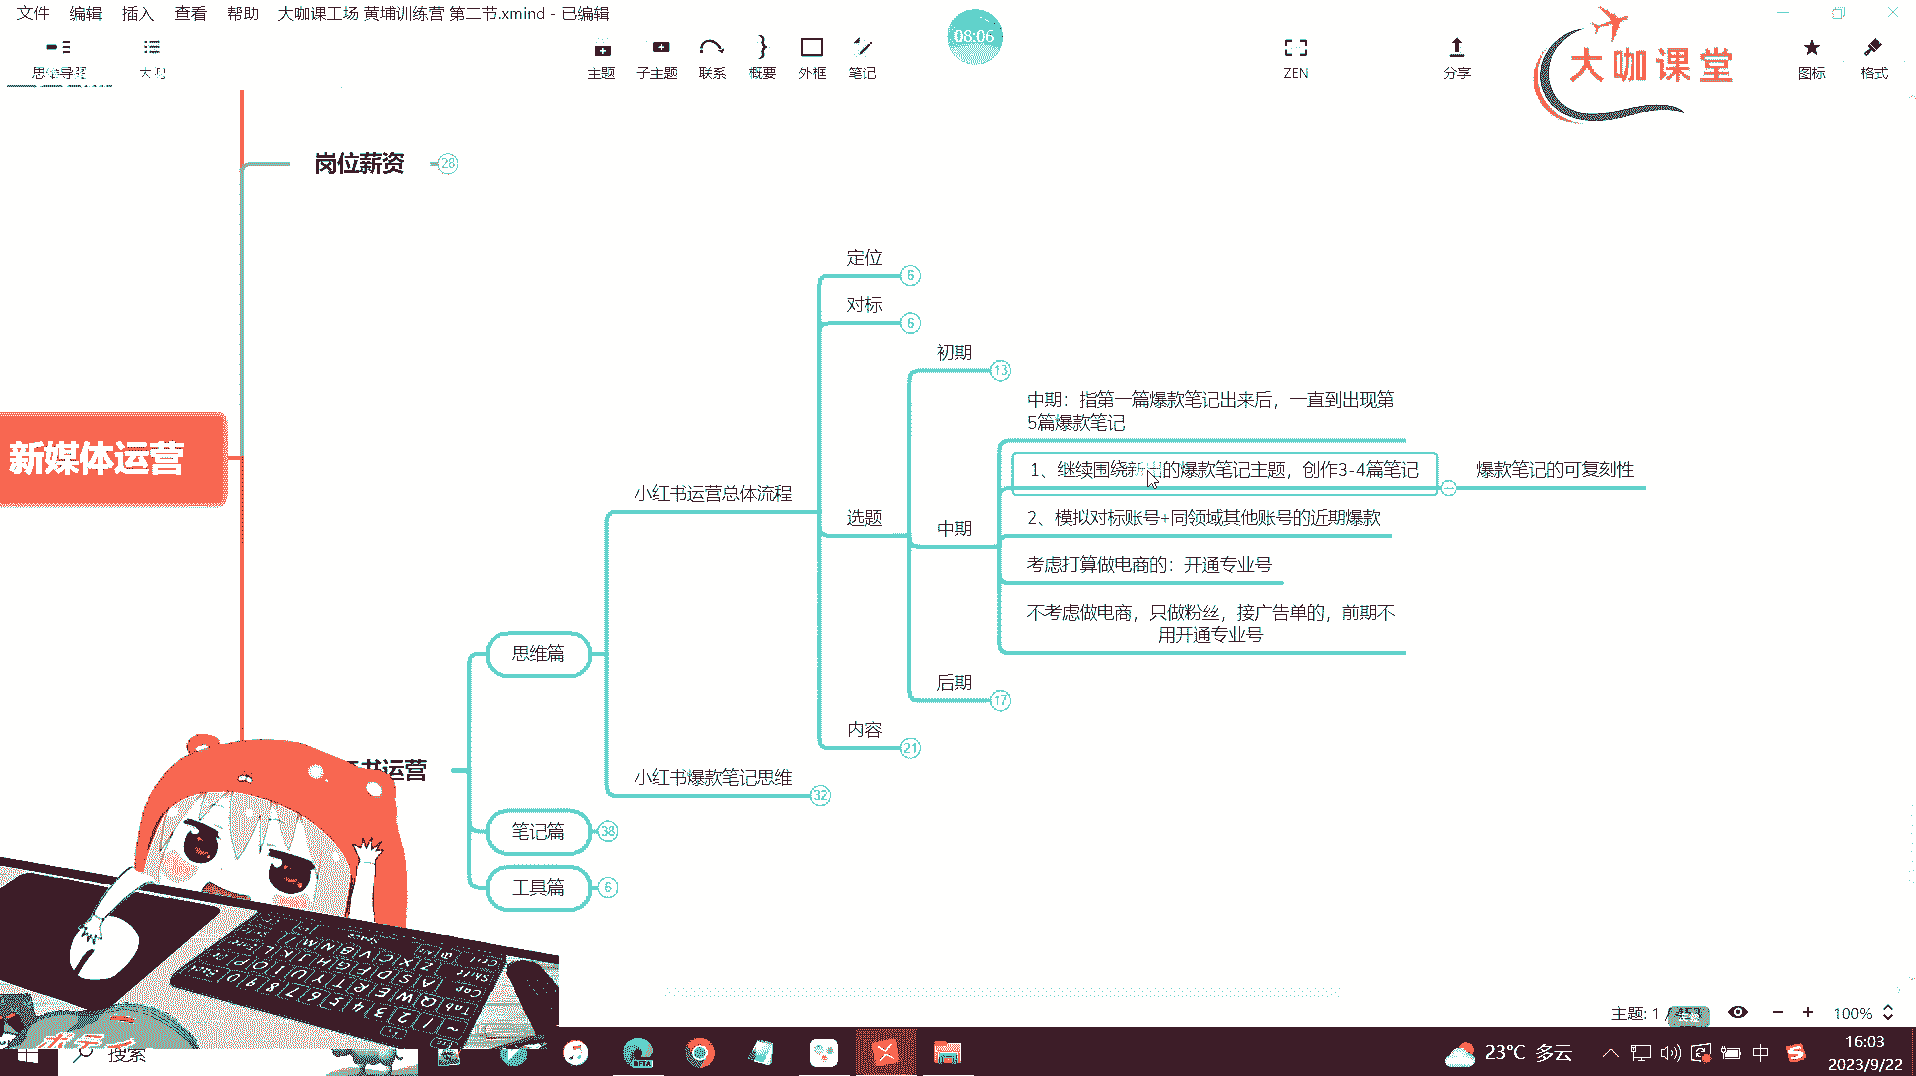 文件 编辑 插入 查看 帮助 大咖课工场 黄埔训练营 第二节.xmind - 已编辑
主题 子主题 联系 概要 外框 笔记
08:06
ZEN
分享
大咖课堂
图标 格式
岗位薪资
28
定位
6
对标
6
初期
13
中期：指第一篇爆款笔记出来后，一直到出现第
5篇爆款笔记
新媒体运营
1、继续围绕新出的爆款笔记主题，创作3-4篇笔记
爆款笔记的可复刻性
小红书运营总体流程
选题
中期
2、模拟对标账号+同领域其他账号的近期爆款
考虑打算做电商的：开通专业号
不考虑做电商，只做粉丝，接广告单的，前期不
用开通专业号
思维篇
后期
17
内容
21
书运营
小红书爆款笔记思维
32
笔记篇
38
工具篇
6
主题: 1 / 453
100%
搜索
23°C 多云
中
16:03
2023/9/22